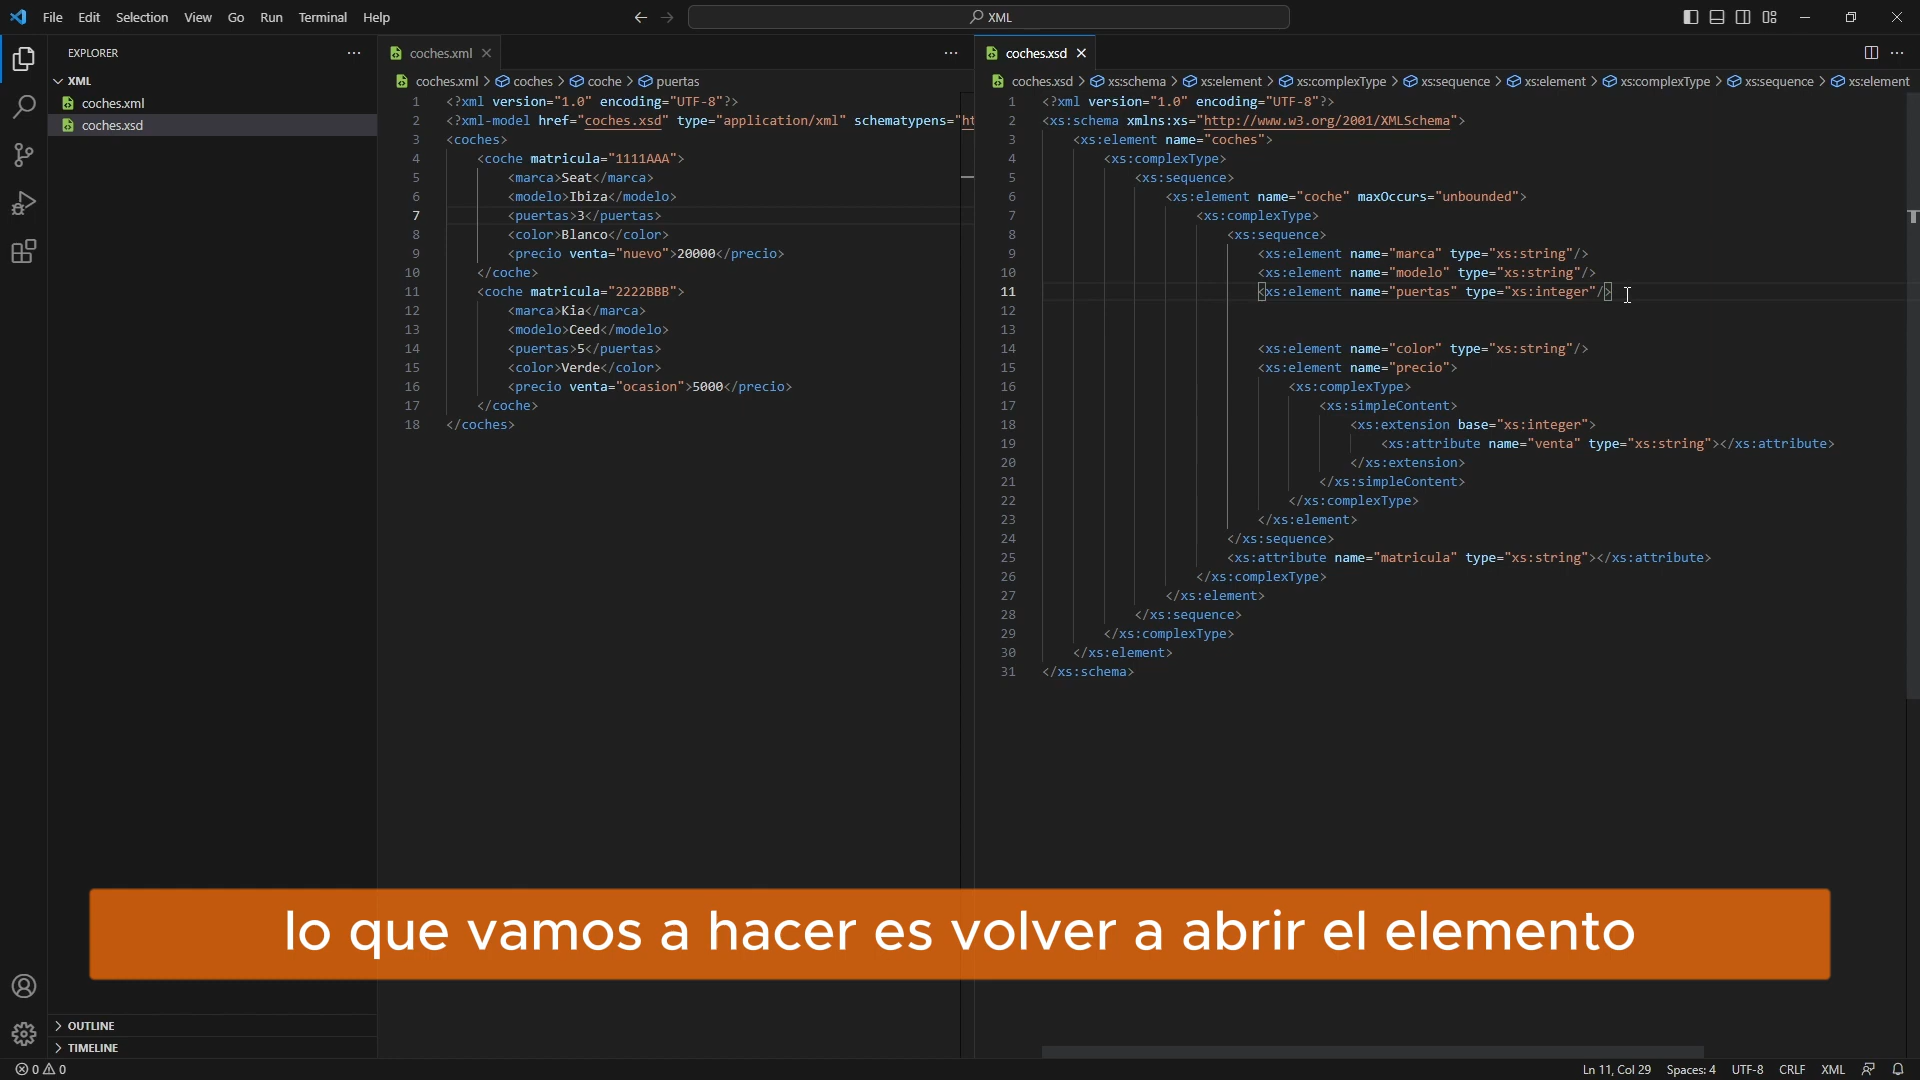 File Edit Selection View Go Run Terminal Help
XML
EXPLORER
XML
coches.xml
coches.xsd
OUTLINE
TIMELINE
coches.xml
coches.xml > coches > coche > puertas
1 <?xml version="1.0" encoding="UTF-8"?>
2 <?xml-model href="coches.xsd" type="application/xml" schematypens="ht
3 <coches>
4 <coche matricula="1111AAA">
5 <marca>Seat</marca>
6 <modelo>Ibiza</modelo>
7 <puertas>3</puertas>
8 <color>Blanco</color>
9 <precio venta="nuevo">20000</precio>
10 </coche>
11 <coche matricula="2222BBB">
12 <marca>Kia</marca>
13 <modelo>Ceed</modelo>
14 <puertas>5</puertas>
15 <color>Verde</color>
16 <precio venta="ocasion">5000</precio>
17 </coche>
18 </coches>
coches.xsd
coches.xsd > xs:schema > xs:element > xs:complexType > xs:sequence > xs:element > xs:complexType > xs:sequence > xs:element
1 <?xml version="1.0" encoding="UTF-8"?>
2 <xs:schema xmlns:xs="http://www.w3.org/2001/XMLSchema">
3 <xs:element name="coches">
4 <xs:complexType>
5 <xs:sequence>
6 <xs:element name="coche" maxOccurs="unbounded">
7 <xs:complexType>
8 <xs:sequence>
9 <xs:element name="marca" type="xs:string"/>
10 <xs:element name="modelo" type="xs:string"/>
11 <xs:element name="puertas" type="xs:integer"/>
12
13
14 <xs:element name="color" type="xs:string"/>
15 <xs:element name="precio">
16 <xs:complexType>
17 <xs:simpleContent>
18 <xs:extension base="xs:integer">
19 <xs:attribute name="venta" type="xs:string"></xs:attribute>
20 </xs:extension>
21 </xs:simpleContent>
22 </xs:complexType>
23 </xs:element>
24 </xs:sequence>
25 <xs:attribute name="matricula" type="xs:string"></xs:attribute>
26 </xs:complexType>
27 </xs:element>
28 </xs:sequence>
29 </xs:complexType>
30 </xs:element>
31 </xs:schema>
lo que vamos a hacer es volver a abrir el elemento
0 0
Ln 11, Col 29 Spaces: 4 UTF-8 CRLF XML